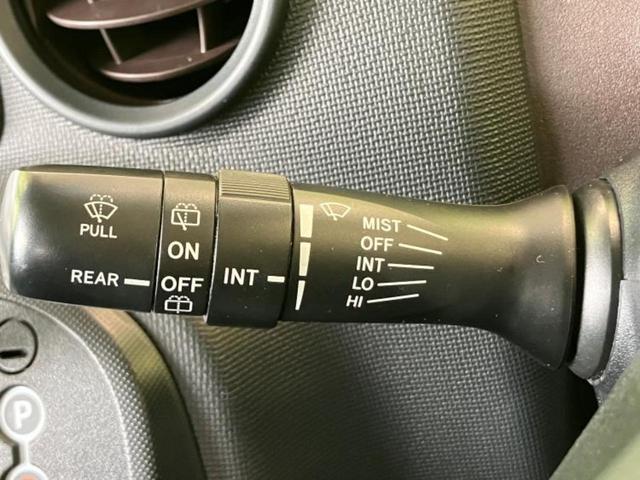 PULL
REAR
ON
OFF
INT
MIST
OFF
INT
LO
HI
P